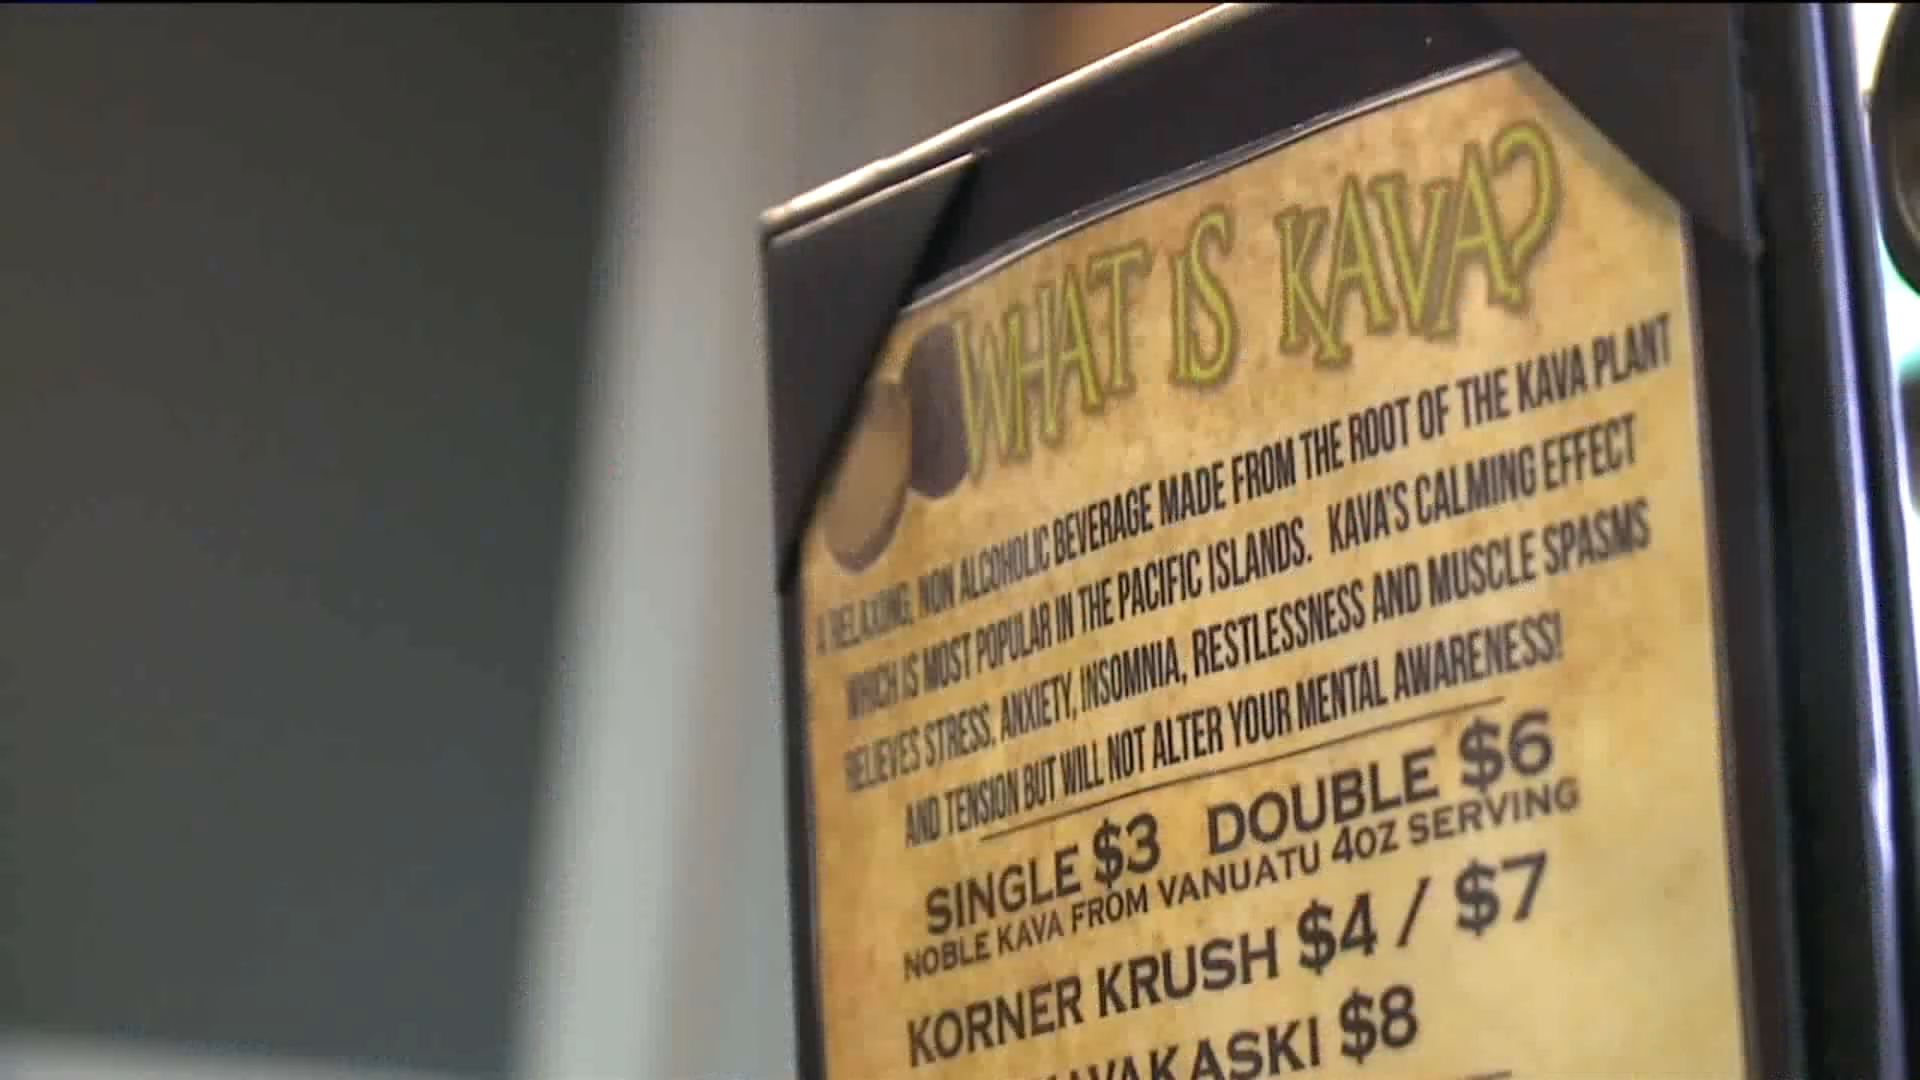 WHAT IS KAVA?
A RELAXING, NON ALCOHOLIC BEVERAGE MADE FROM THE ROOT OF THE KAVA PLANT
WHICH IS MOST POPULAR IN THE PACIFIC ISLANDS. KAVA'S CALMING EFFECT
RELIEVES STRESS, ANXIETY, INSOMNIA, RESTLESSNESS AND MUSCLE SPASMS
AND TENSION BUT WILL NOT ALTER YOUR MENTAL AWARENESS!
SINGLE $3 DOUBLE $6
NOBLE KAVA FROM VANUATU 4OZ SERVING
KORNER KRUSH $4 / $7
$8